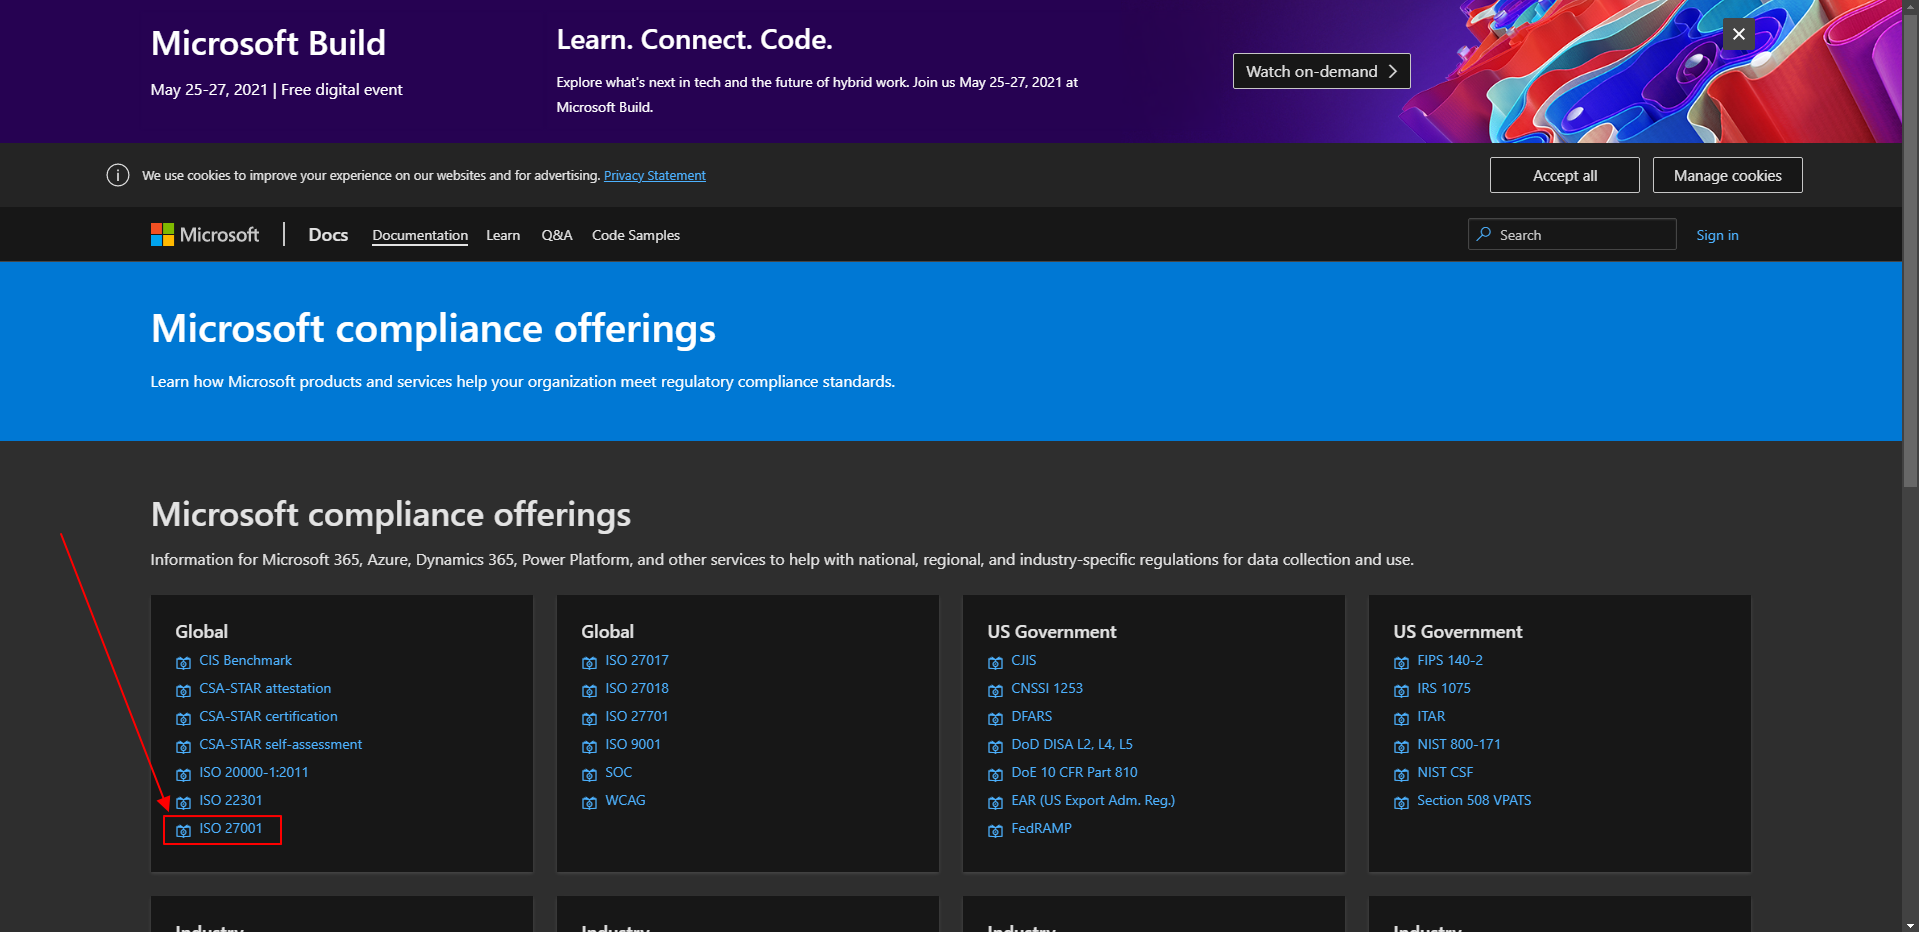 Microsoft Build
May 25-27, 2021 | Free digital event
Learn. Connect. Code.
Explore what's next in tech and the future of hybrid work. Join us May 25-27, 2021 at
Microsoft Build.
Watch on-demand
We use cookies to improve your experience on our websites and for advertising. Privacy Statement
Accept all
Manage cookies
Microsoft
Docs
Documentation
Learn
Q&A
Code Samples
Search
Sign in
Microsoft compliance offerings
Learn how Microsoft products and services help your organization meet regulatory compliance standards.
Microsoft compliance offerings
Information for Microsoft 365, Azure, Dynamics 365, Power Platform, and other services to help with national, regional, and industry-specific regulations for data collection and use.
Global
CIS Benchmark
CSA-STAR attestation
CSA-STAR certification
CSA-STAR self-assessment
ISO 20000-1:2011
ISO 22301
ISO 27001
Global
ISO 27017
ISO 27018
ISO 27701
ISO 9001
SOC
WCAG
US Government
CJIS
CNSSI 1253
DFARS
DoD DISA L2, L4, L5
DoE 10 CFR Part 810
EAR (US Export Adm. Reg.)
FedRAMP
US Government
FIPS 140-2
IRS 1075
ITAR
NIST 800-171
NIST CSF
Section 508 VPATS
Industry
Industry
Industry
Industry